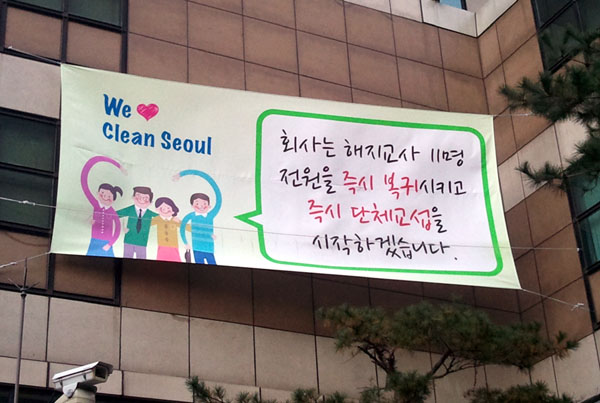 We ♥
Clean Seoul
회사는 해지교사 11명
전원을 즉시 복귀시키고
즉시 단체교섭을
시작하겠습니다.